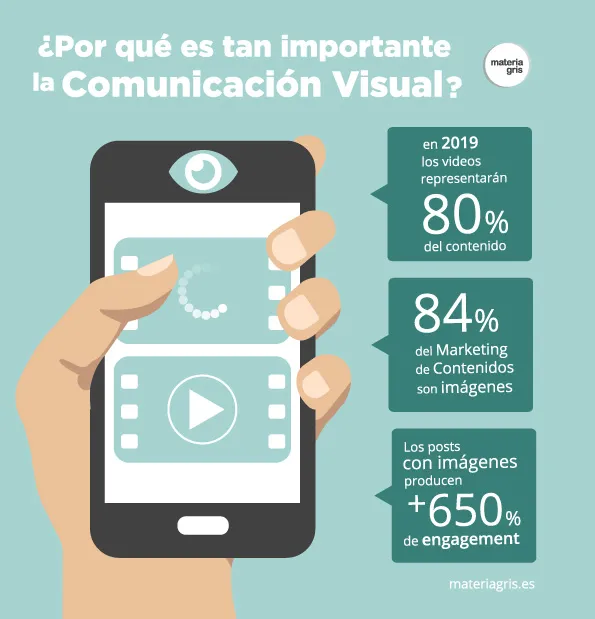 ¿Por qué es tan importante
la Comunicación Visual?
materia
gris
en 2019
los videos
representarán
80%
del contenido
84%
del Marketing
de Contenidos
son imágenes
Los posts
con imágenes
producen
+650%
de engagement
materiagris.es